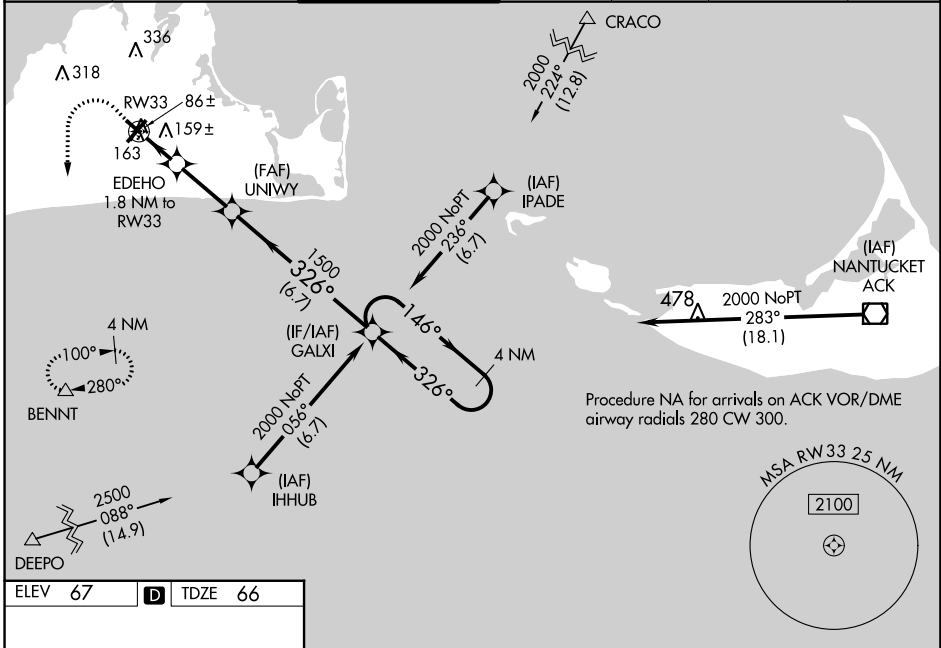 CRACO
2000
224°
(12.8)
336
318
RW33
86±
159±
163
EDEHO
1.8 NM to
RW33
(FAF)
UNIWY
(IAF)
IPADE
2000 NoPT
236°
(6.7)
(IAF)
NANTUCKET
ACK
478
2000 NoPT
283°
(18.1)
1500
326°
(6.7)
(IF/IAF)
GALXI
146°
326°
4 NM
4 NM
100°
280°
BENNT
2000 NoPT
056°
(6.7)
(IAF)
IHHUB
Procedure NA for arrivals on ACK VOR/DME
airway radials 280 CW 300.
2500
088°
(14.9)
DEEPO
MSA RW33 25 NM
2100
ELEV 67 D TDZE 66